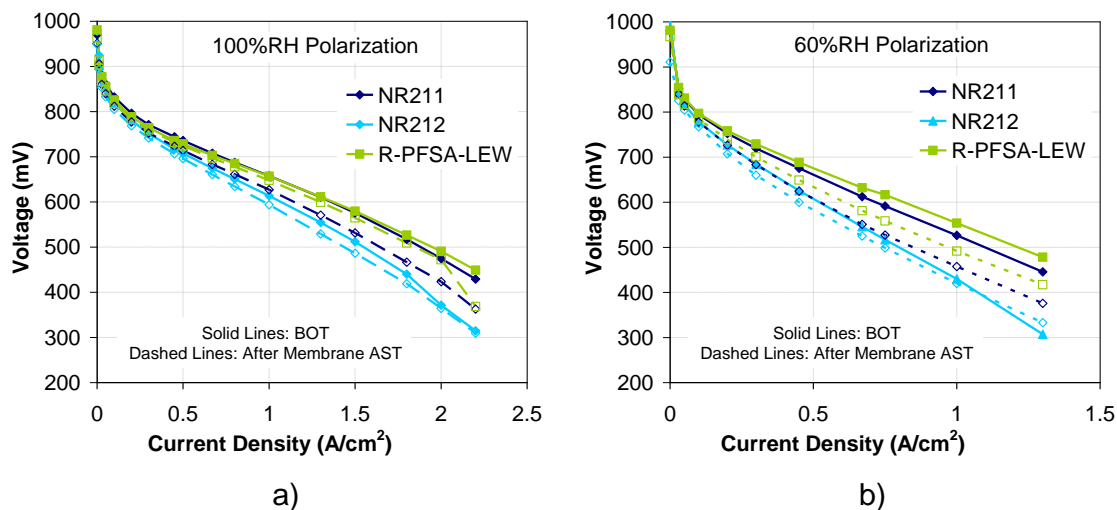 1000
900
800
700
600
500
400
300
200
Voltage (mV)
100%RH Polarization
NR211
NR212
R-PFSA-LEW
Solid Lines: BOT
Dashed Lines: After Membrane AST
0
0.5
1
1.5
2
2.5
Current Density (A/cm²)
a)
1000
900
800
700
600
500
400
300
200
Voltage (mV)
60%RH Polarization
NR211
NR212
R-PFSA-LEW
Solid Lines: BOT
Dashed Lines: After Membrane AST
0
0.5
1
1.5
Current Density (A/cm²)
b)